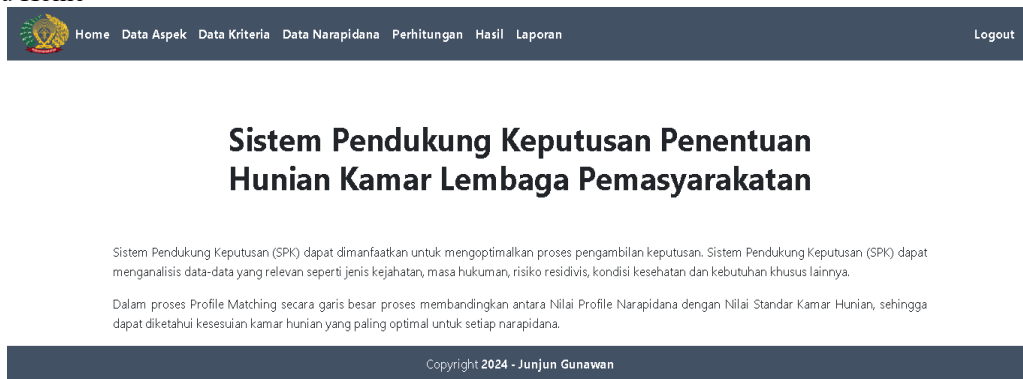 Home Data Aspek Data Kriteria Data Narapidana Perhitungan Hasil Laporan Logout
Sistem Pendukung Keputusan Penentuan
Hunian Kamar Lembaga Pemasyarakatan
Sistem Pendukung Keputusan (SPK) dapat dimanfaatkan untuk mengoptimalkan proses pengambilan keputusan. Sistem Pendukung Keputusan (SPK) dapat
menganalisis data-data yang relevan seperti jenis kejahatan, masa hukuman, risiko residivis, kondisi kesehatan dan kebutuhan khusus lainnya.
Dalam proses Profile Matching secara garis besar proses membandingkan antara Nilai Profile Narapidana dengan Nilai Standar Kamar Hunian, sehingga
dapat diketahui kesesuian kamar hunian yang paling optimal untuk setiap narapidana.
Copyright 2024 - Junjun Gunawan